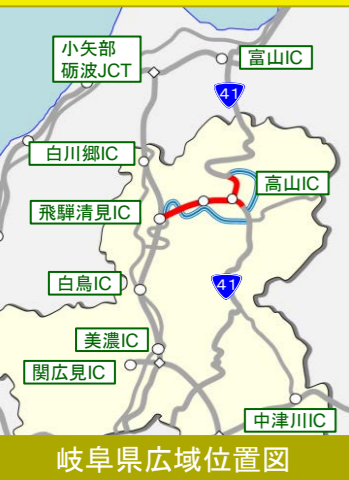 小矢部
砺波JCT
富山IC
41
白川郷IC
高山IC
飛騨清見IC
白鳥IC
41
美濃IC
関広見IC
中津川IC
岐阜県広域位置図